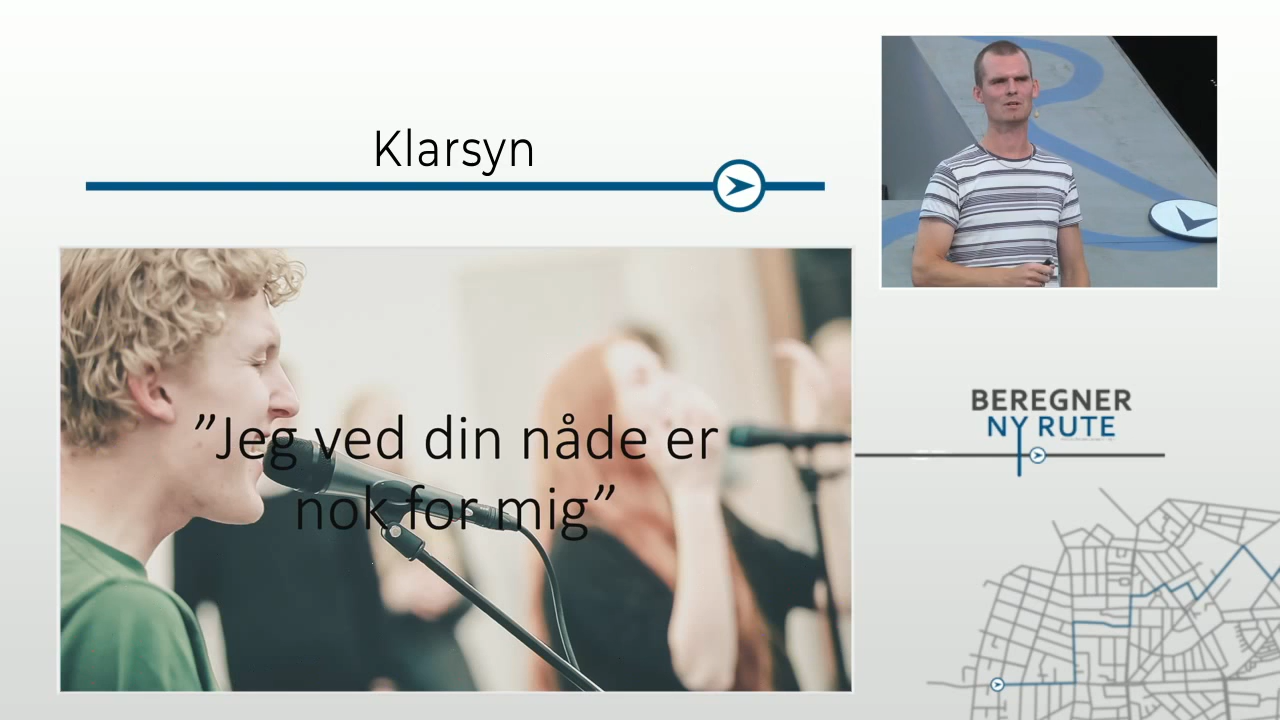 Klarsyn
”Jeg ved din nåde er
nok for mig”
BEREGNER
NY RUTE